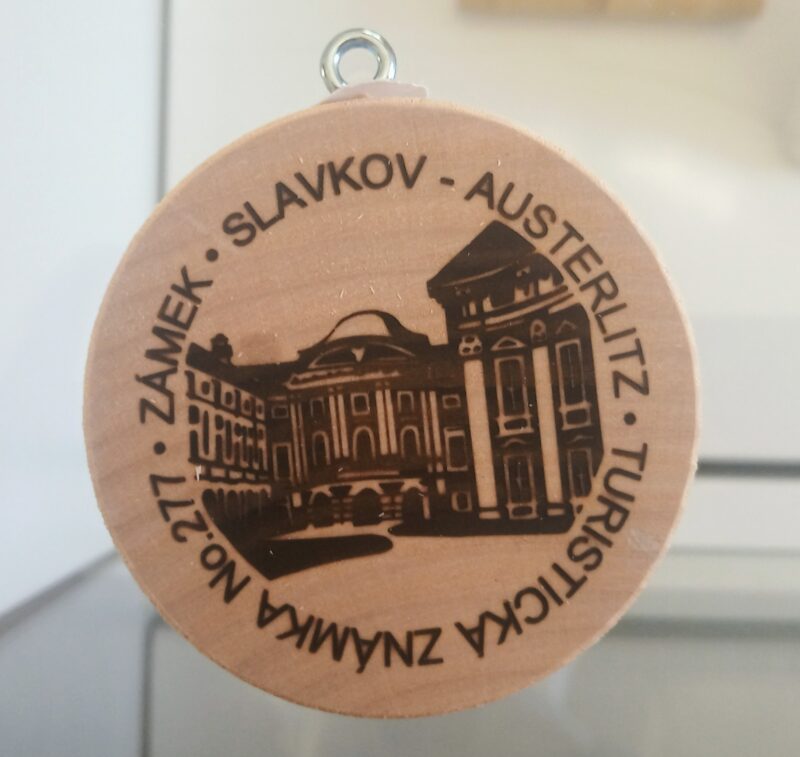 ZÁMEK • SLAVKOV - AUSTERLITZ • TURISTICKÁ ZNÁMKA No.277 •